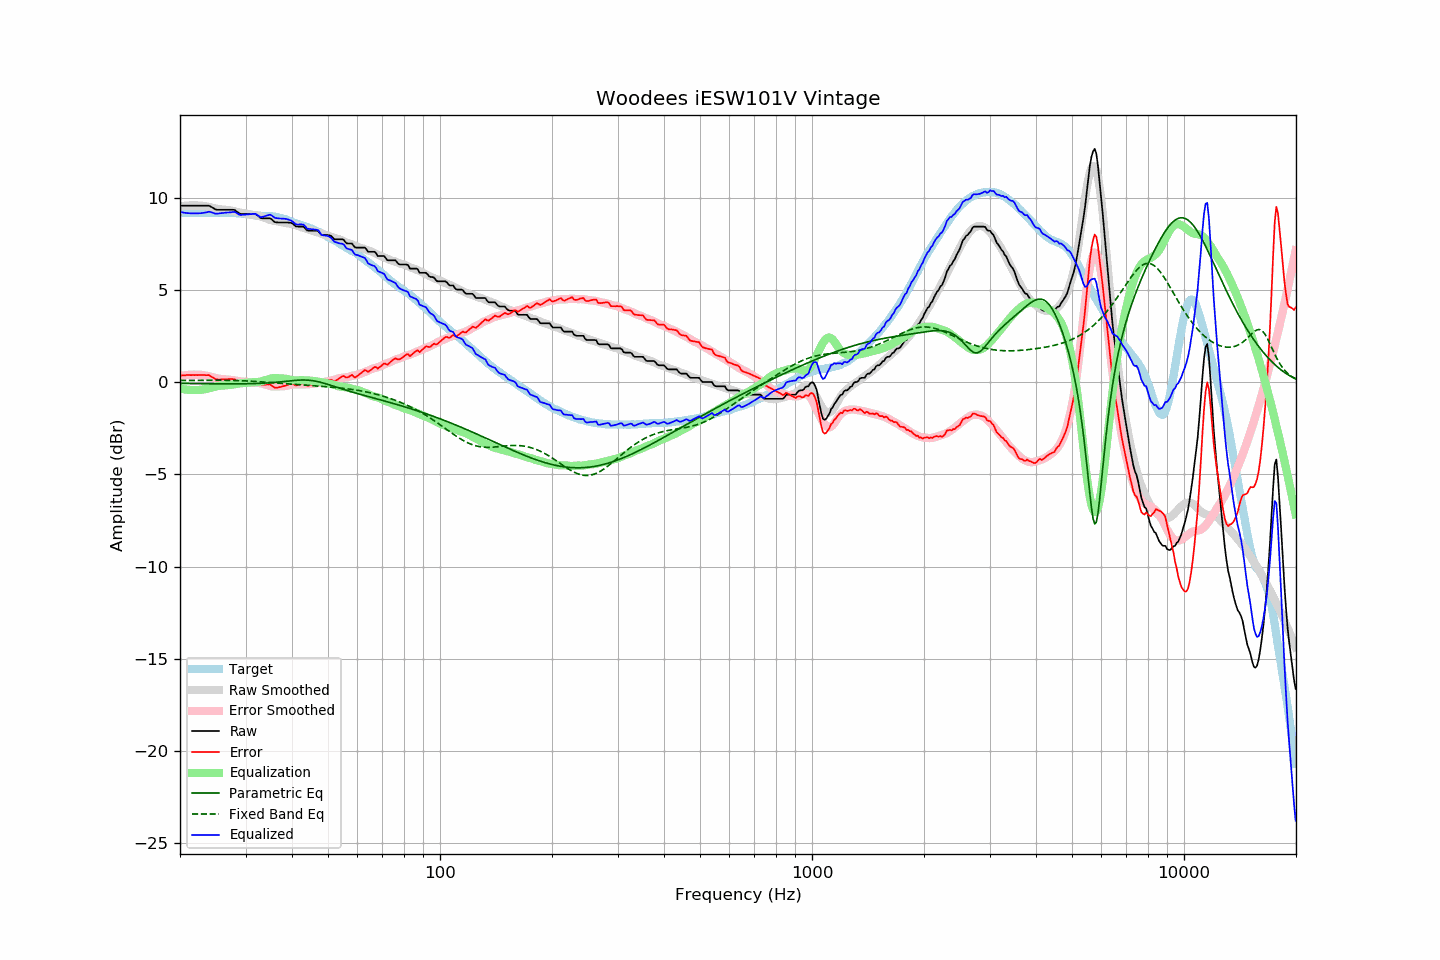 Woodees iESW101V Vintage
Amplitude (dBr)
10
5
0
−5
−10
−15
−20
−25
Target
Raw Smoothed
Error Smoothed
Raw
Error
Equalization
Parametric Eq
Fixed Band Eq
Equalized
100
1000
10000
Frequency (Hz)